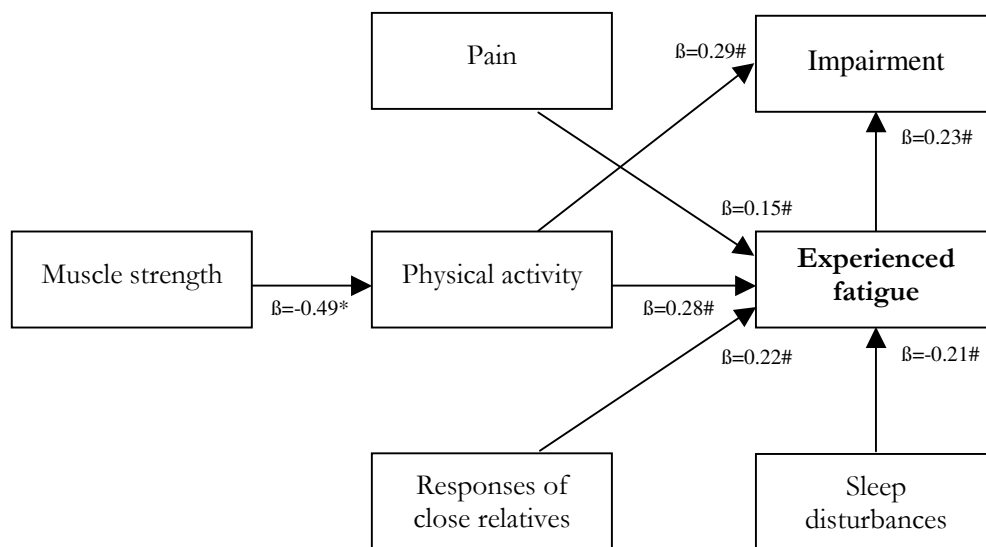 Pain
ß=0.29#
Impairment
ß=0.23#
ß=0.15#
Muscle strength
ß=-0.49*
Physical activity
ß=0.28#
Experienced
fatigue
ß=0.22#
ß=-0.21#
Responses of
close relatives
Sleep
disturbances